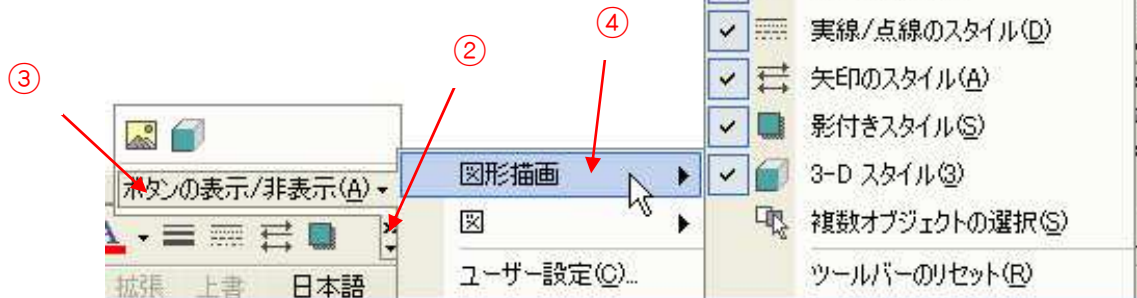 ③
②
④
ボタンの表示/非表示(A)
A
拡張 上書 日本語
図形描画
図
ユーザー設定(C)...
実線/点線のスタイル(D)
矢印のスタイル(A)
影付きスタイル(S)
3-D スタイル(3)
複数オブジェクトの選択(S)
ツールバーのリセット(R)